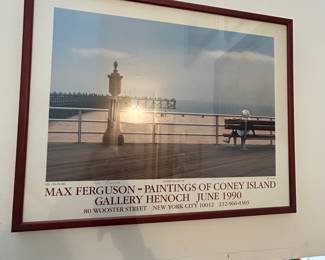 MAX FERGUSON - PAINTINGS OF CONEY ISLAND
GALLERY HENOCH JUNE 1990
80 WOOSTER STREET NEW YORK CITY 10012 212-966-0303